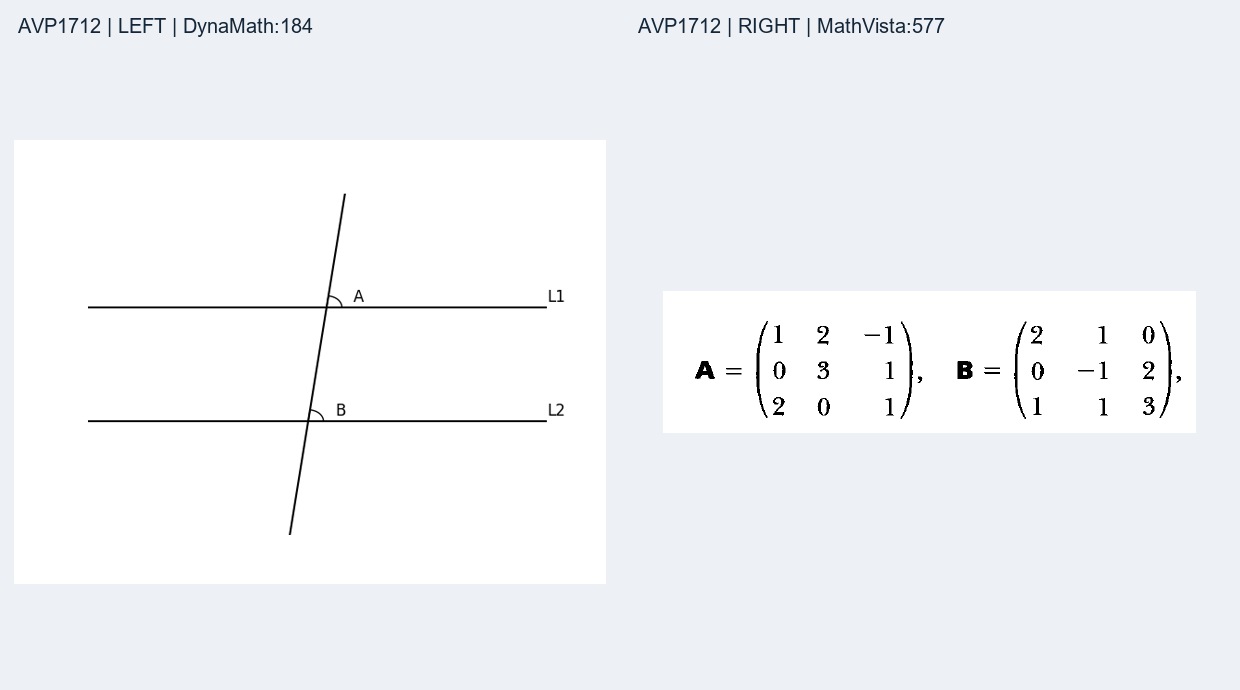 AVP1712 | LEFT | DynaMath:184
AVP1712 | RIGHT | MathVista:577
A
L1
B
L2
A = ( 1 2 −1
0 3 1
2 0 1 ), B = ( 2 1 0
0 −1 2
1 1 3 ),